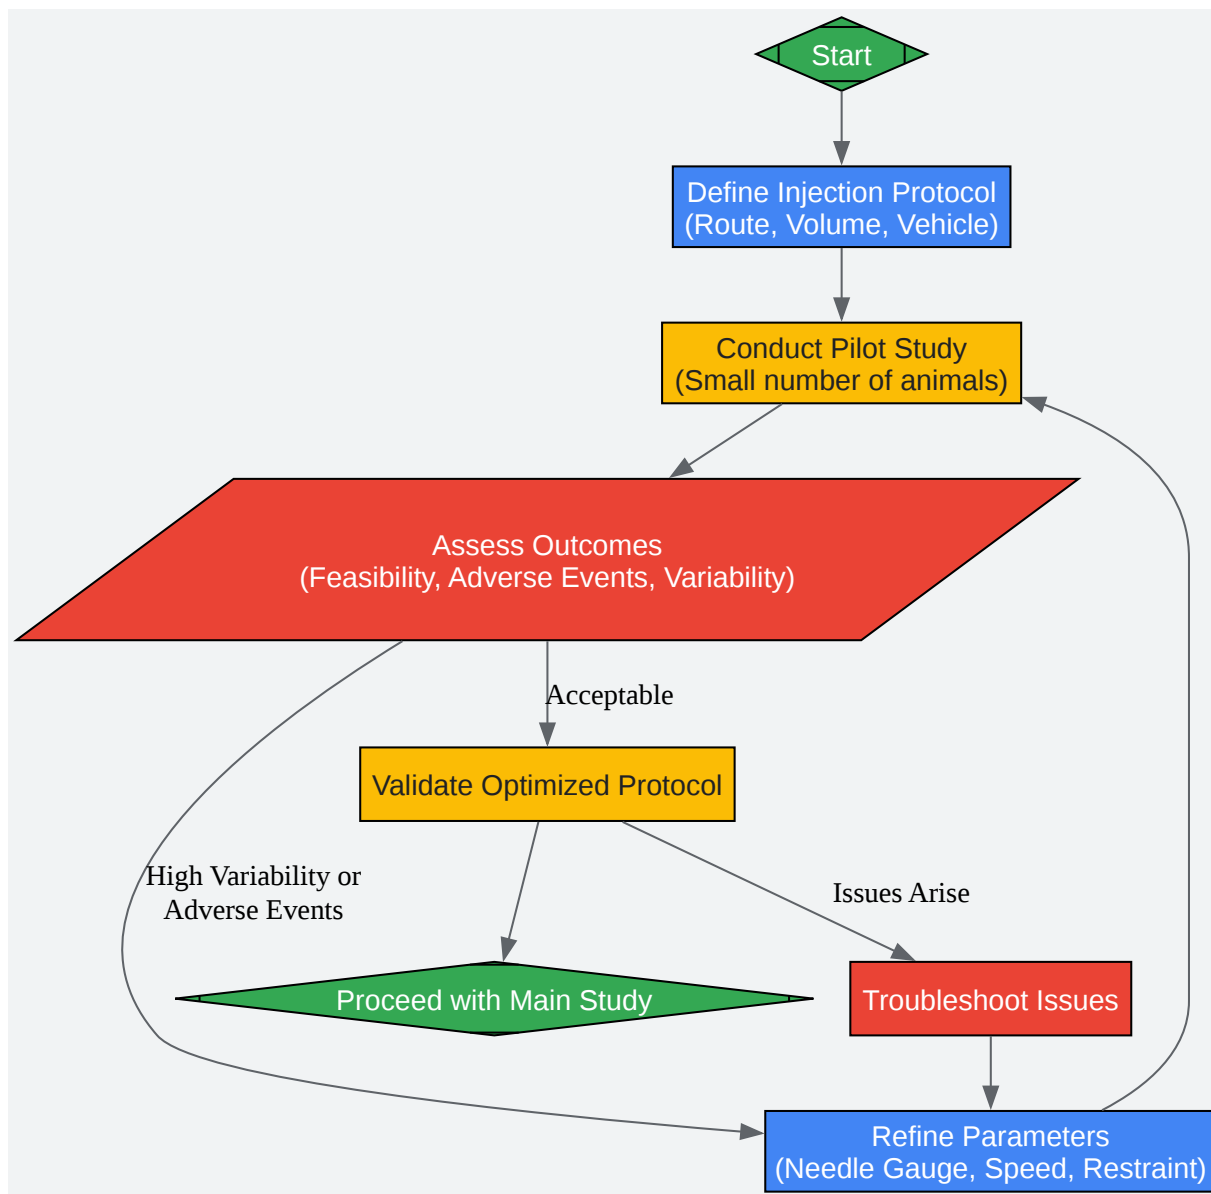 Start
Define Injection Protocol
(Route, Volume, Vehicle)
Conduct Pilot Study
(Small number of animals)
Assess Outcomes
(Feasibility, Adverse Events, Variability)
Acceptable
Validate Optimized Protocol
High Variability or
Adverse Events
Issues Arise
Proceed with Main Study
Troubleshoot Issues
Refine Parameters
(Needle Gauge, Speed, Restraint)